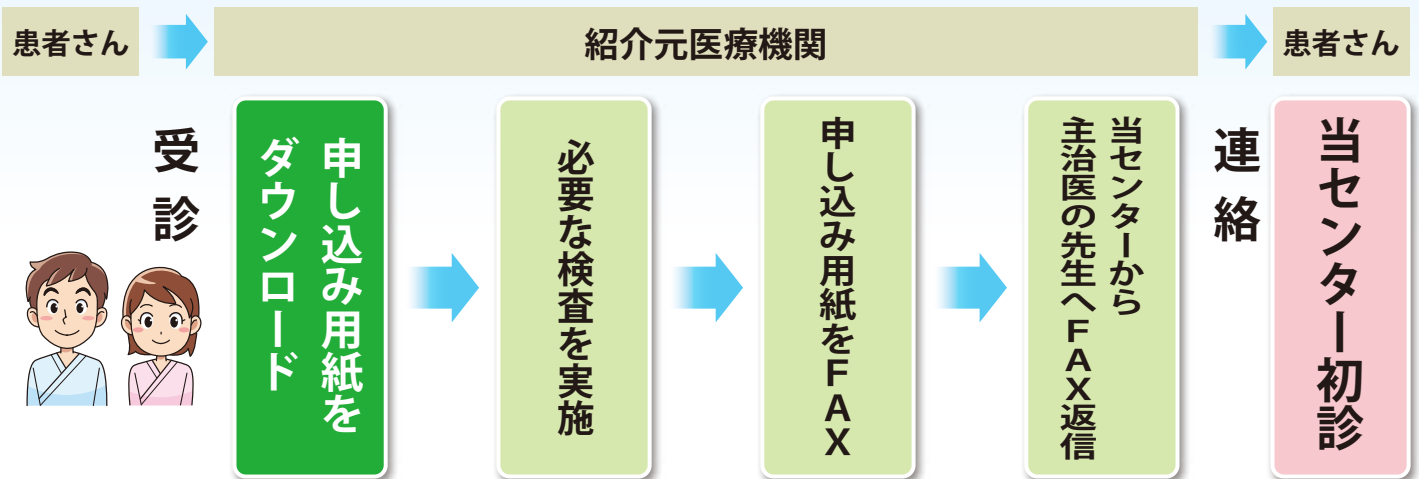 患者さん
紹介元医療機関
患者さん
受診
申し込み用紙を
ダウンロード
必要な検査を実施
申し込み用紙をFAX
当センターから
主治医の先生へFAX返信
連絡
当センター初診